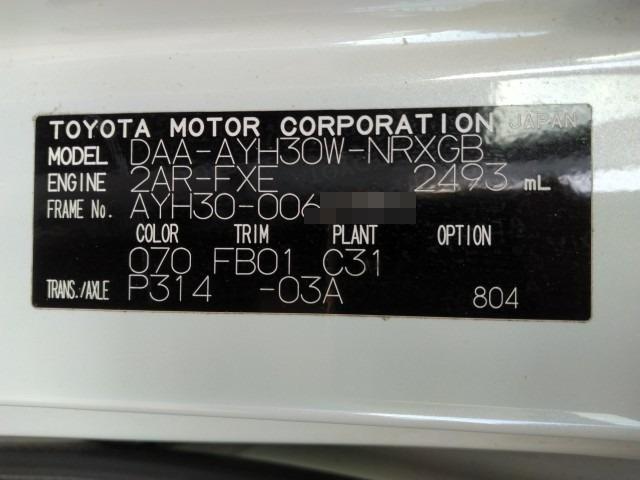 TOYOTA MOTOR CORPORATION JAPAN
MODEL DAA-AYH30W-NRXGB
ENGINE 2AR-FXE 2493 mL
FRAME No. AYH30-006
COLOR TRIM PLANT OPTION
070 FB01 C31
TRANS./AXLE P314 -03A 804